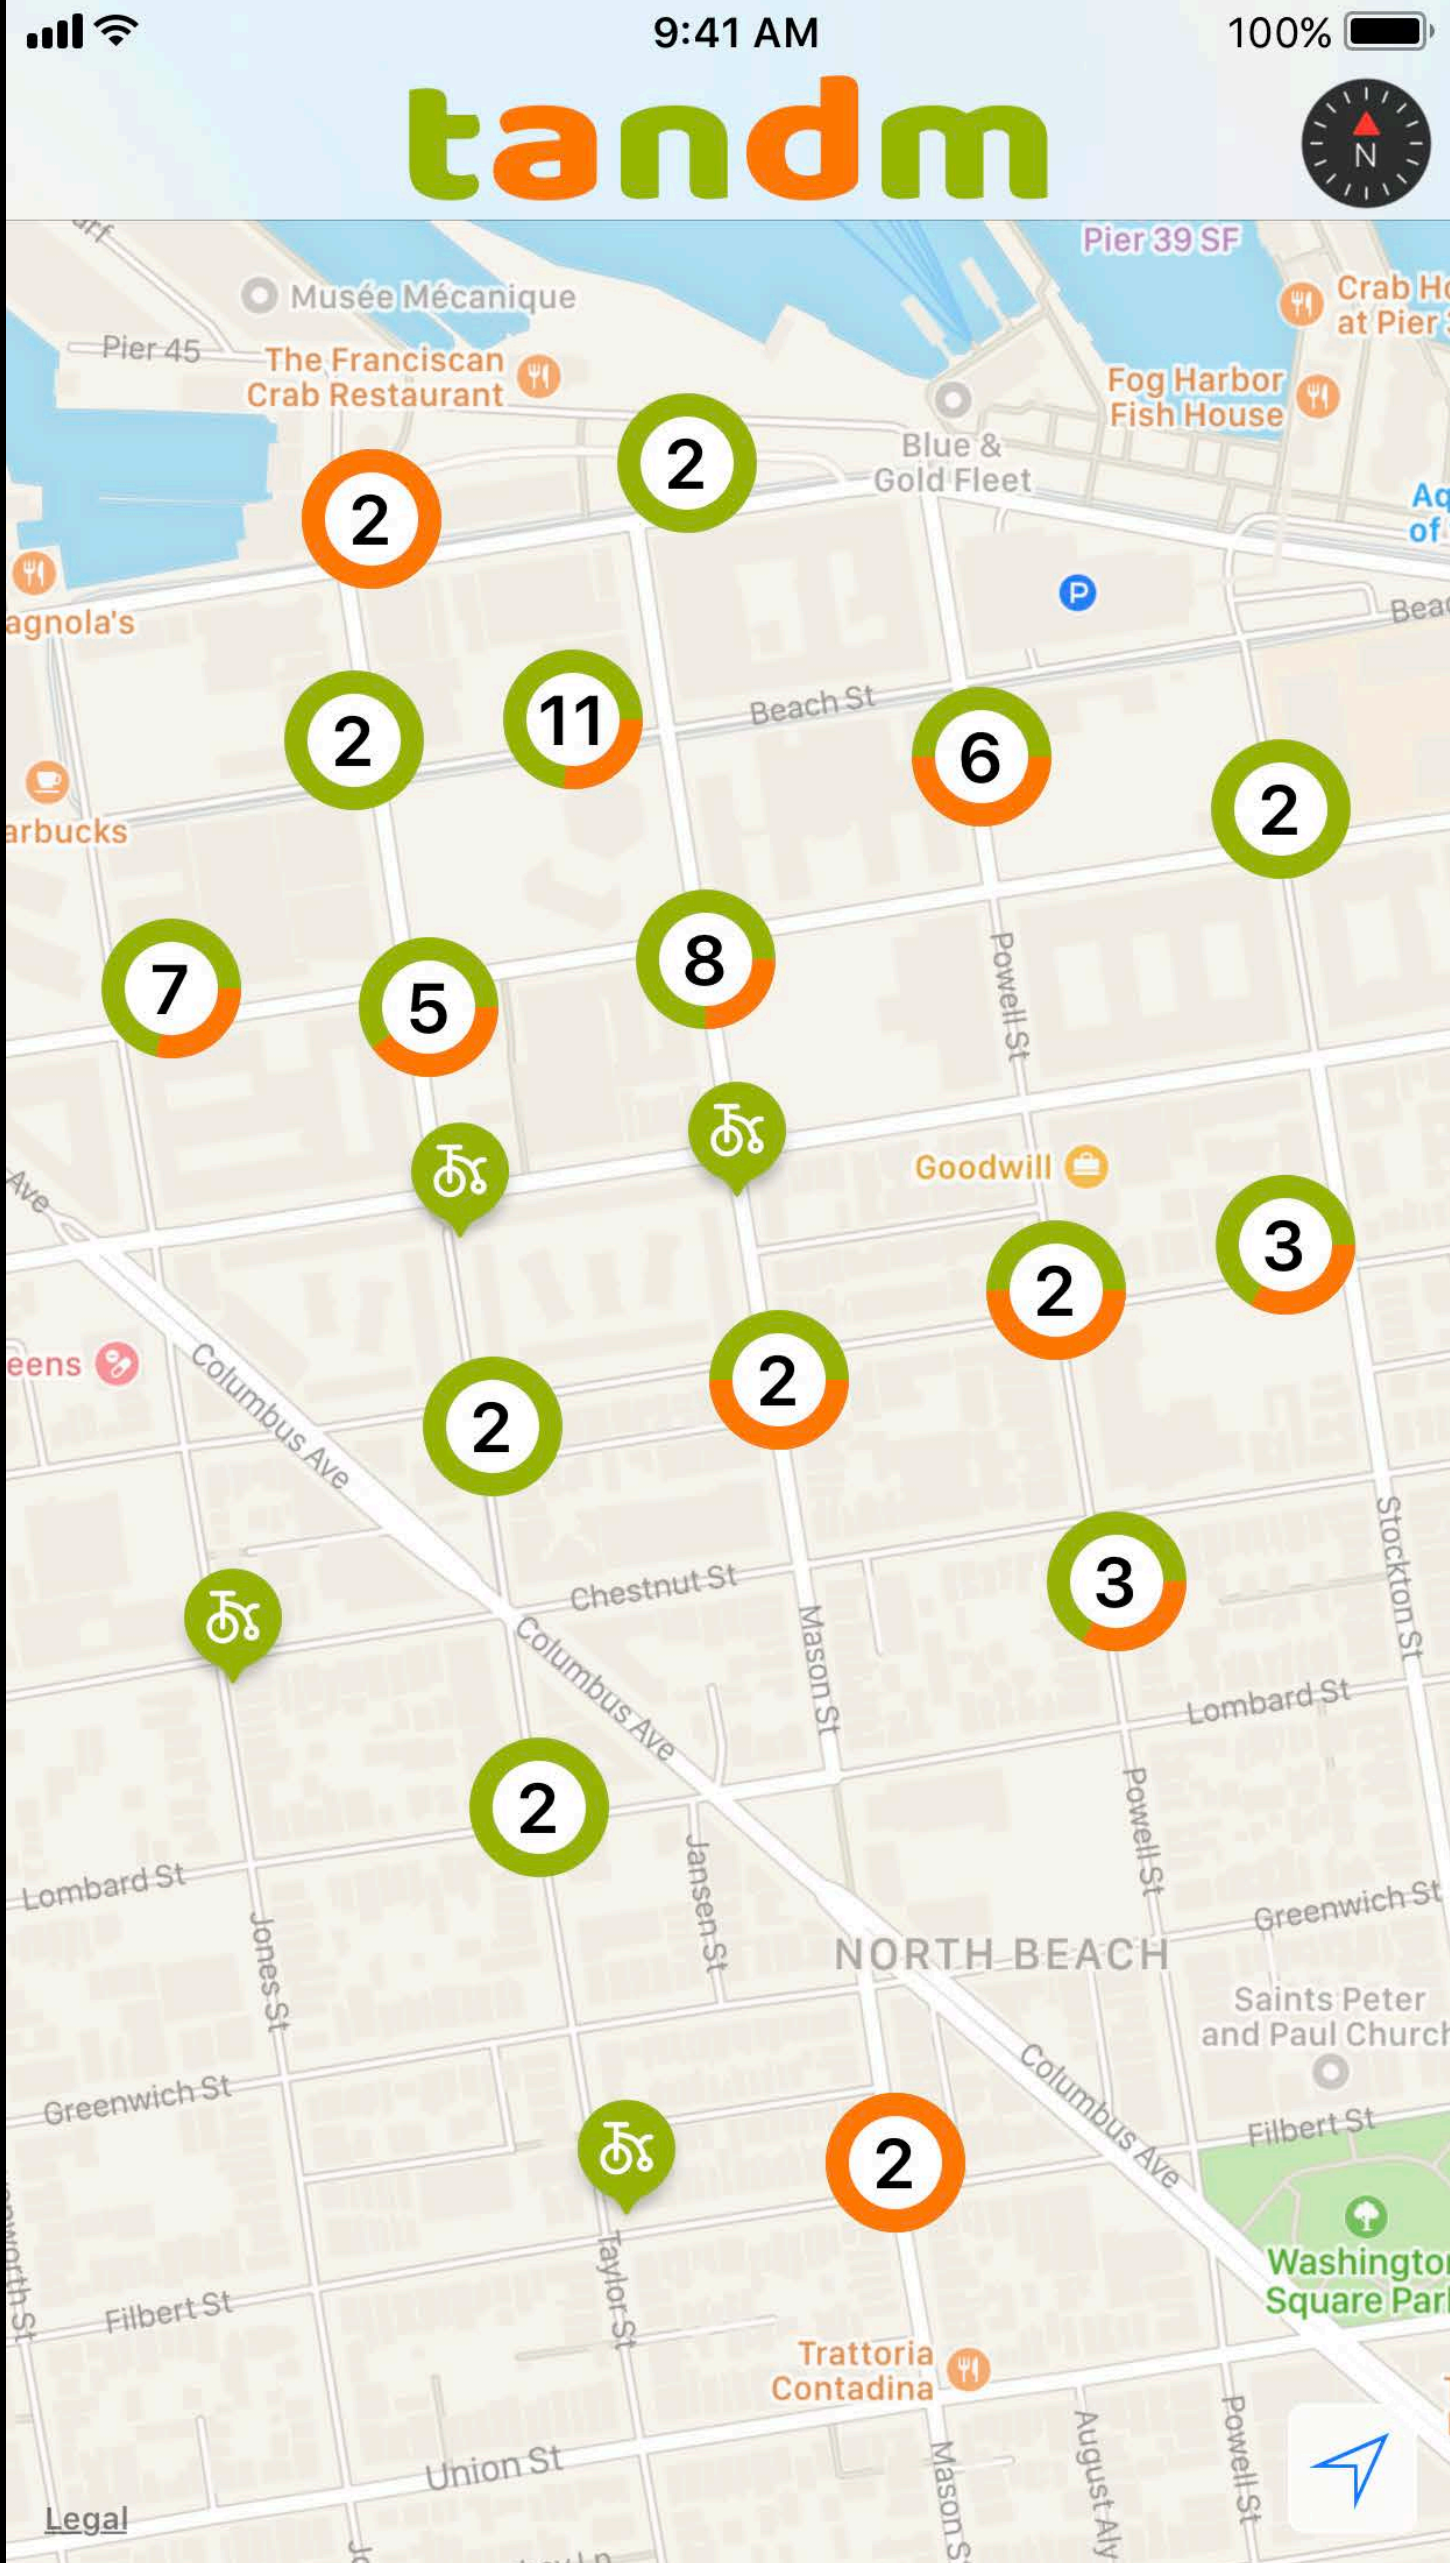 9:41 AM
100%
tandm
N
Pier 39 SF
Musée Mécanique
Pier 45
The Franciscan
Crab Restaurant
Crab
at Pier
Fog Harbor
Fish House
Blue &
Gold Fleet
2
2
P
agnola's
Beach St
2
11
6
2
arbucks
7
5
8
Powell St
Goodwill
Ave
2
3
eens
Columbus Ave
2
2
Chestnut St
3
Stockton St
Columbus Ave
Mason St
Lombard St
2
Powell St
Lombard St
Jansen St
Jones St
Greenwich St
NORTH BEACH
Saints Peter
and Paul Church
Greenwich St
Columbus Ave
Filbert St
2
Washington
Square Park
Taylor St
Filbert St
Trattoria
Contadina
Union St
Mason S
August Aly
Powell St
Legal